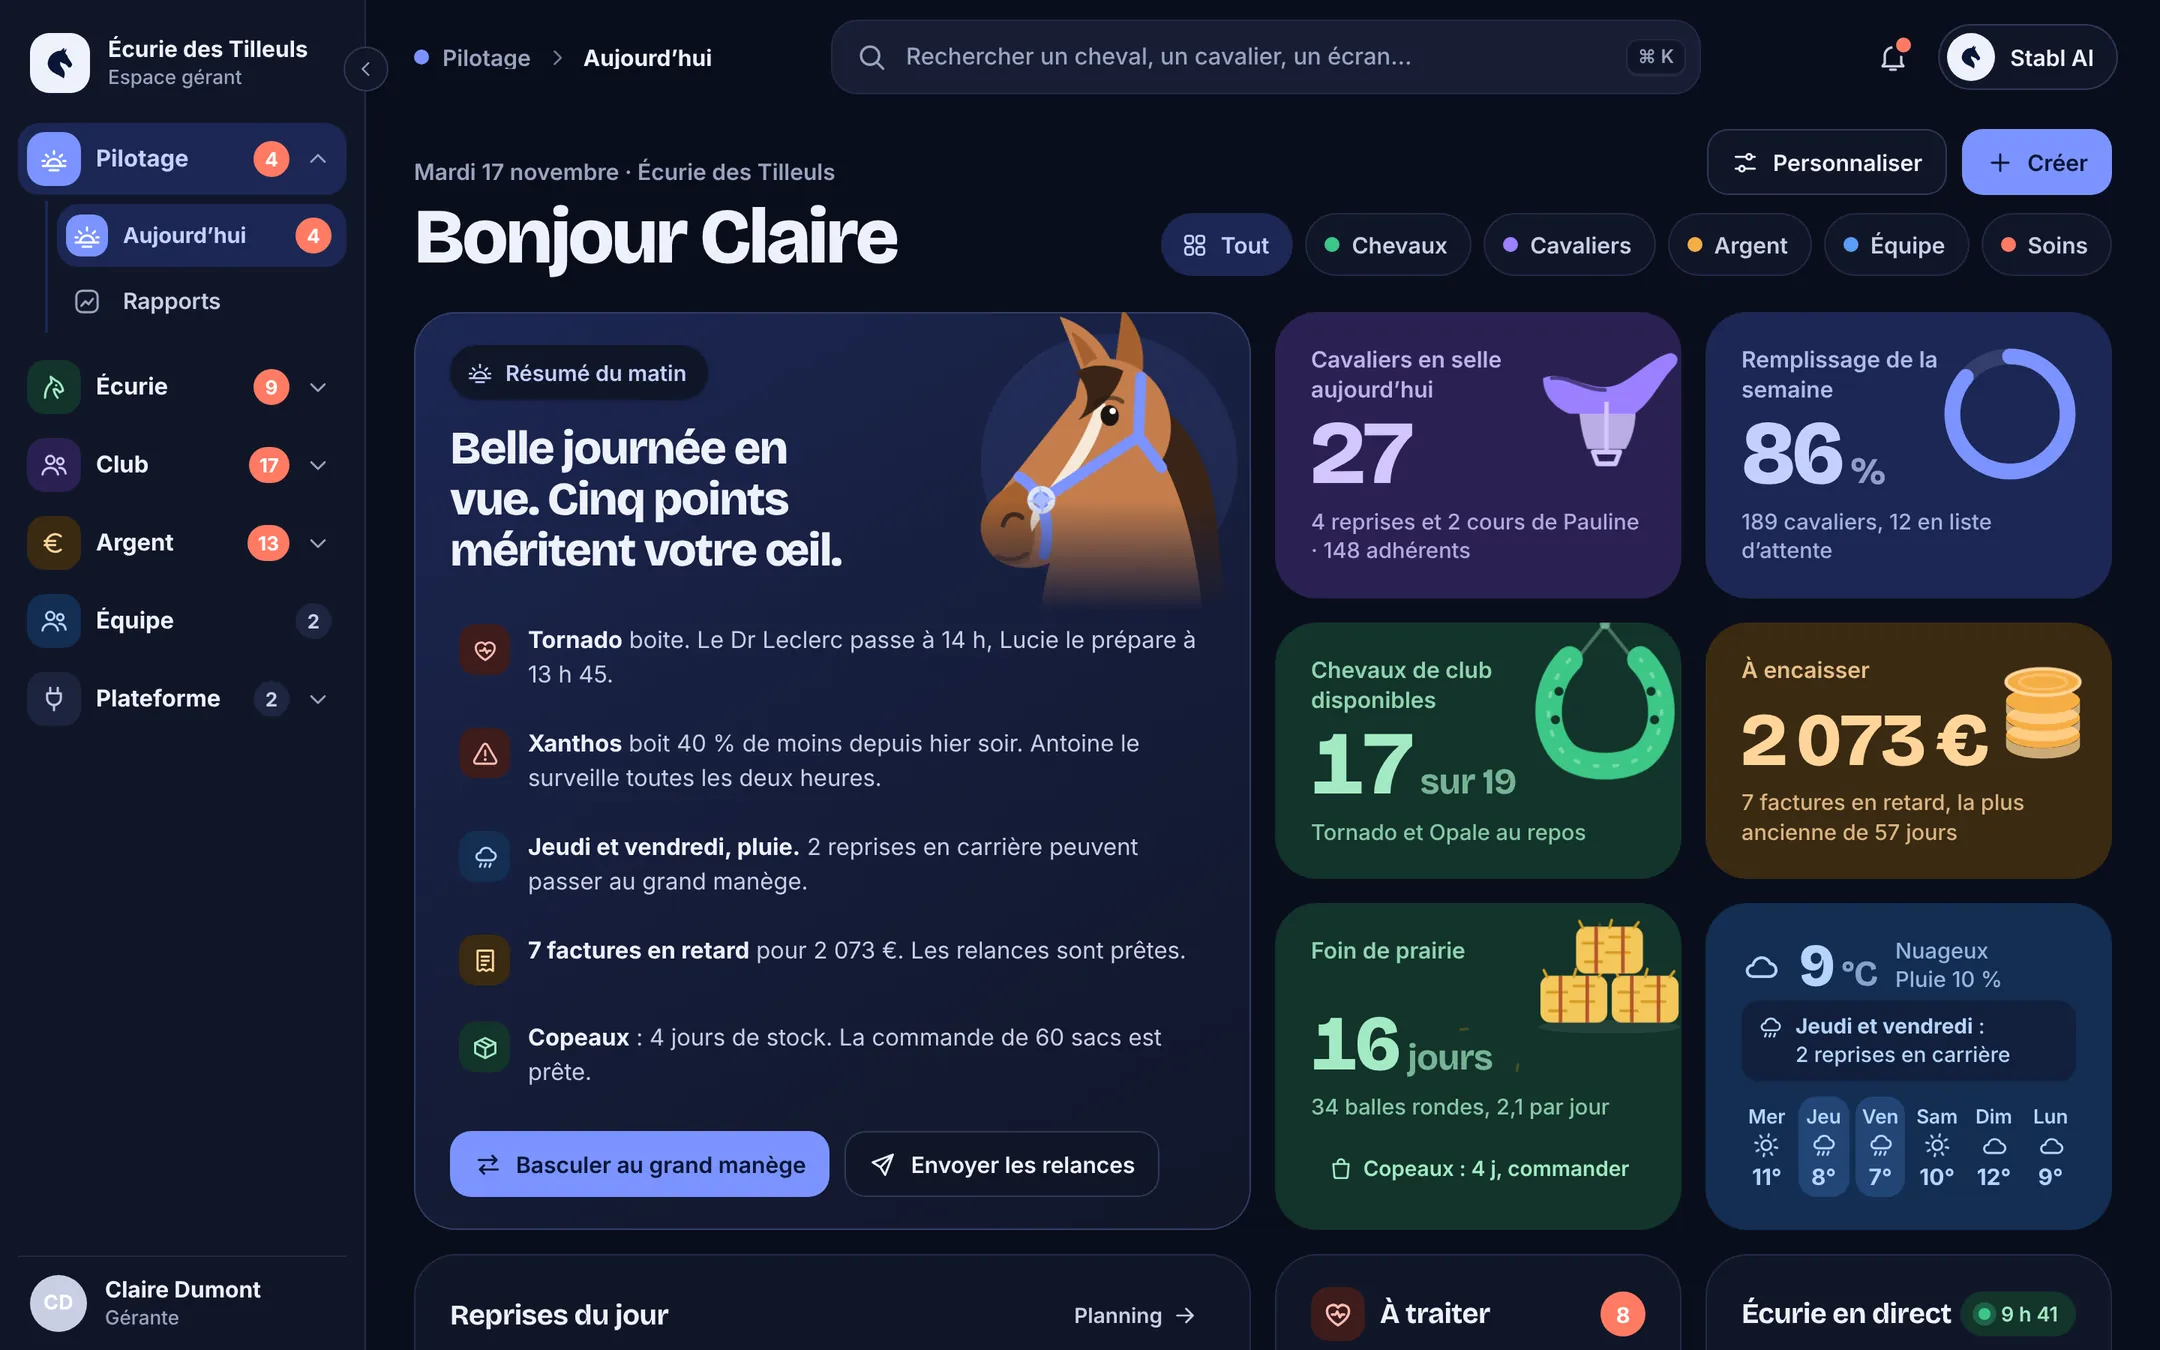 Écurie des Tilleuls
Espace gérant
Pilotage
4
Aujourd’hui
4
Rapports
Écurie
9
Club
17
Argent
13
Équipe
2
Plateforme
2
CD
Claire Dumont
Gérante
Pilotage
Aujourd’hui
Rechercher un cheval, un cavalier, un écran…
⌘ K
Stabl AI
Mardi 17 novembre · Écurie des Tilleuls
Bonjour Claire
Personnaliser
Créer
Tout
Chevaux
Cavaliers
Argent
Équipe
Soins
Résumé du matin
Belle journée en
vue. Cinq points
méritent votre œil.
Tornado boite. Le Dr Leclerc passe à 14 h, Lucie le prépare à
13 h 45.
Xanthos boit 40 % de moins depuis hier soir. Antoine le
surveille toutes les deux heures.
Jeudi et vendredi, pluie. 2 reprises en carrière peuvent
passer au grand manège.
7 factures en retard pour 2 073 €. Les relances sont prêtes.
Copeaux : 4 jours de stock. La commande de 60 sacs est
prête.
Basculer au grand manège
Envoyer les relances
Cavaliers en selle
aujourd’hui
27
4 reprises et 2 cours de Pauline
· 148 adhérents
Remplissage de la
semaine
86 %
189 cavaliers, 12 en liste
d’attente
Chevaux de club
disponibles
17 sur 19
Tornado et Opale au repos
À encaisser
2 073 €
7 factures en retard, la plus
ancienne de 57 jours
Foin de prairie
16 jours
34 balles rondes, 2,1 par jour
Copeaux : 4 j, commander
9 °C
Nuageux
Pluie 10 %
Jeudi et vendredi :
2 reprises en carrière
Mer Jeu Ven Sam Dim Lun
11° 8° 7° 10° 12° 9°
Reprises du jour
Planning
À traiter
8
Écurie en direct
9 h 41